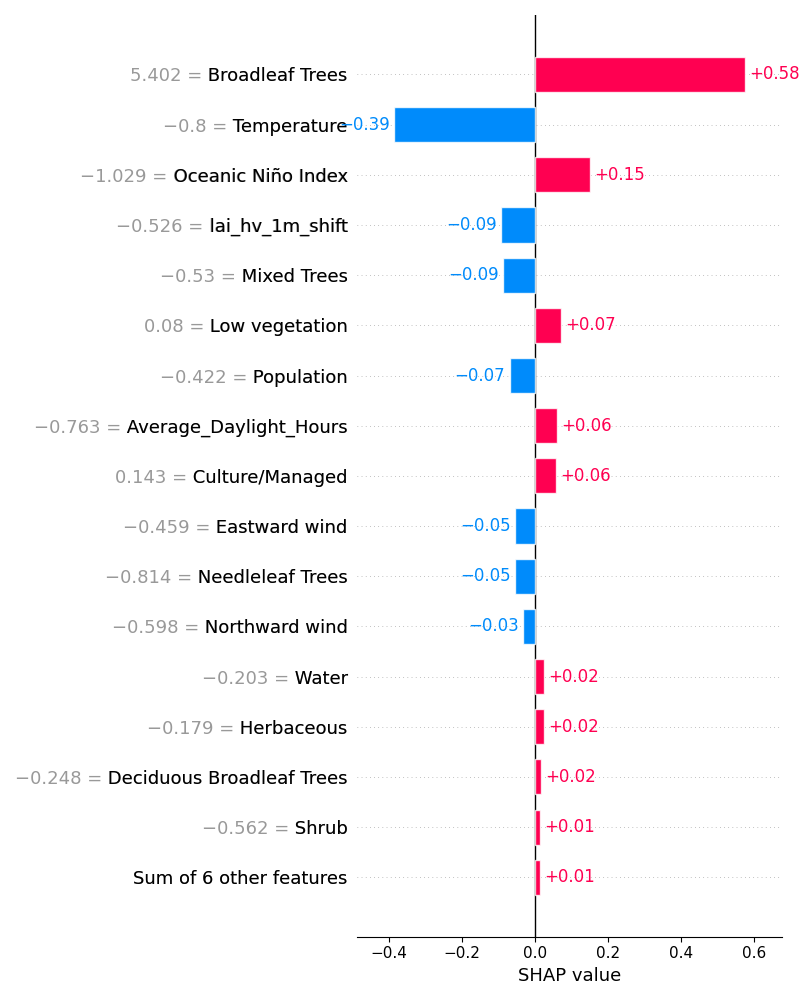 5.402 = Broadleaf Trees +0.58
−0.8 = Temperature −0.39
−1.029 = Oceanic Niño Index +0.15
−0.526 = lai_hv_1m_shift −0.09
−0.53 = Mixed Trees −0.09
0.08 = Low vegetation +0.07
−0.422 = Population −0.07
−0.763 = Average_Daylight_Hours +0.06
0.143 = Culture/Managed +0.06
−0.459 = Eastward wind −0.05
−0.814 = Needleleaf Trees −0.05
−0.598 = Northward wind −0.03
−0.203 = Water +0.02
−0.179 = Herbaceous +0.02
−0.248 = Deciduous Broadleaf Trees +0.02
−0.562 = Shrub +0.01
Sum of 6 other features +0.01
−0.4 −0.2 0.0 0.2 0.4 0.6
SHAP value